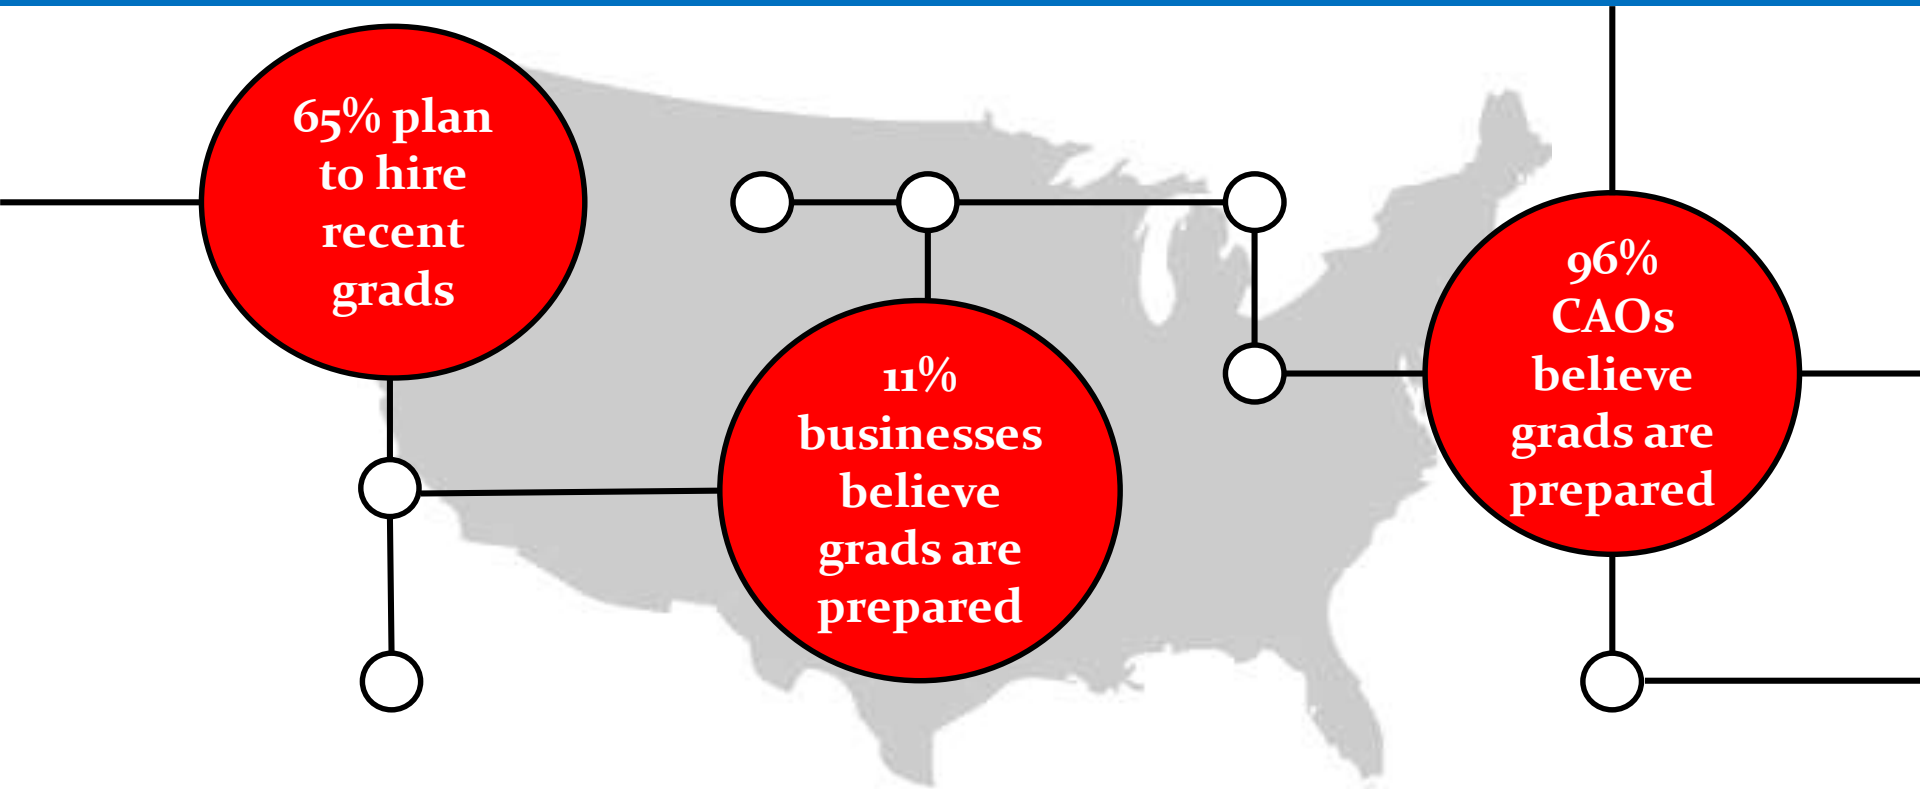 65% plan
to hire
recent
grads
11%
businesses
believe
grads are
prepared
96%
CAOs
believe
grads are
prepared